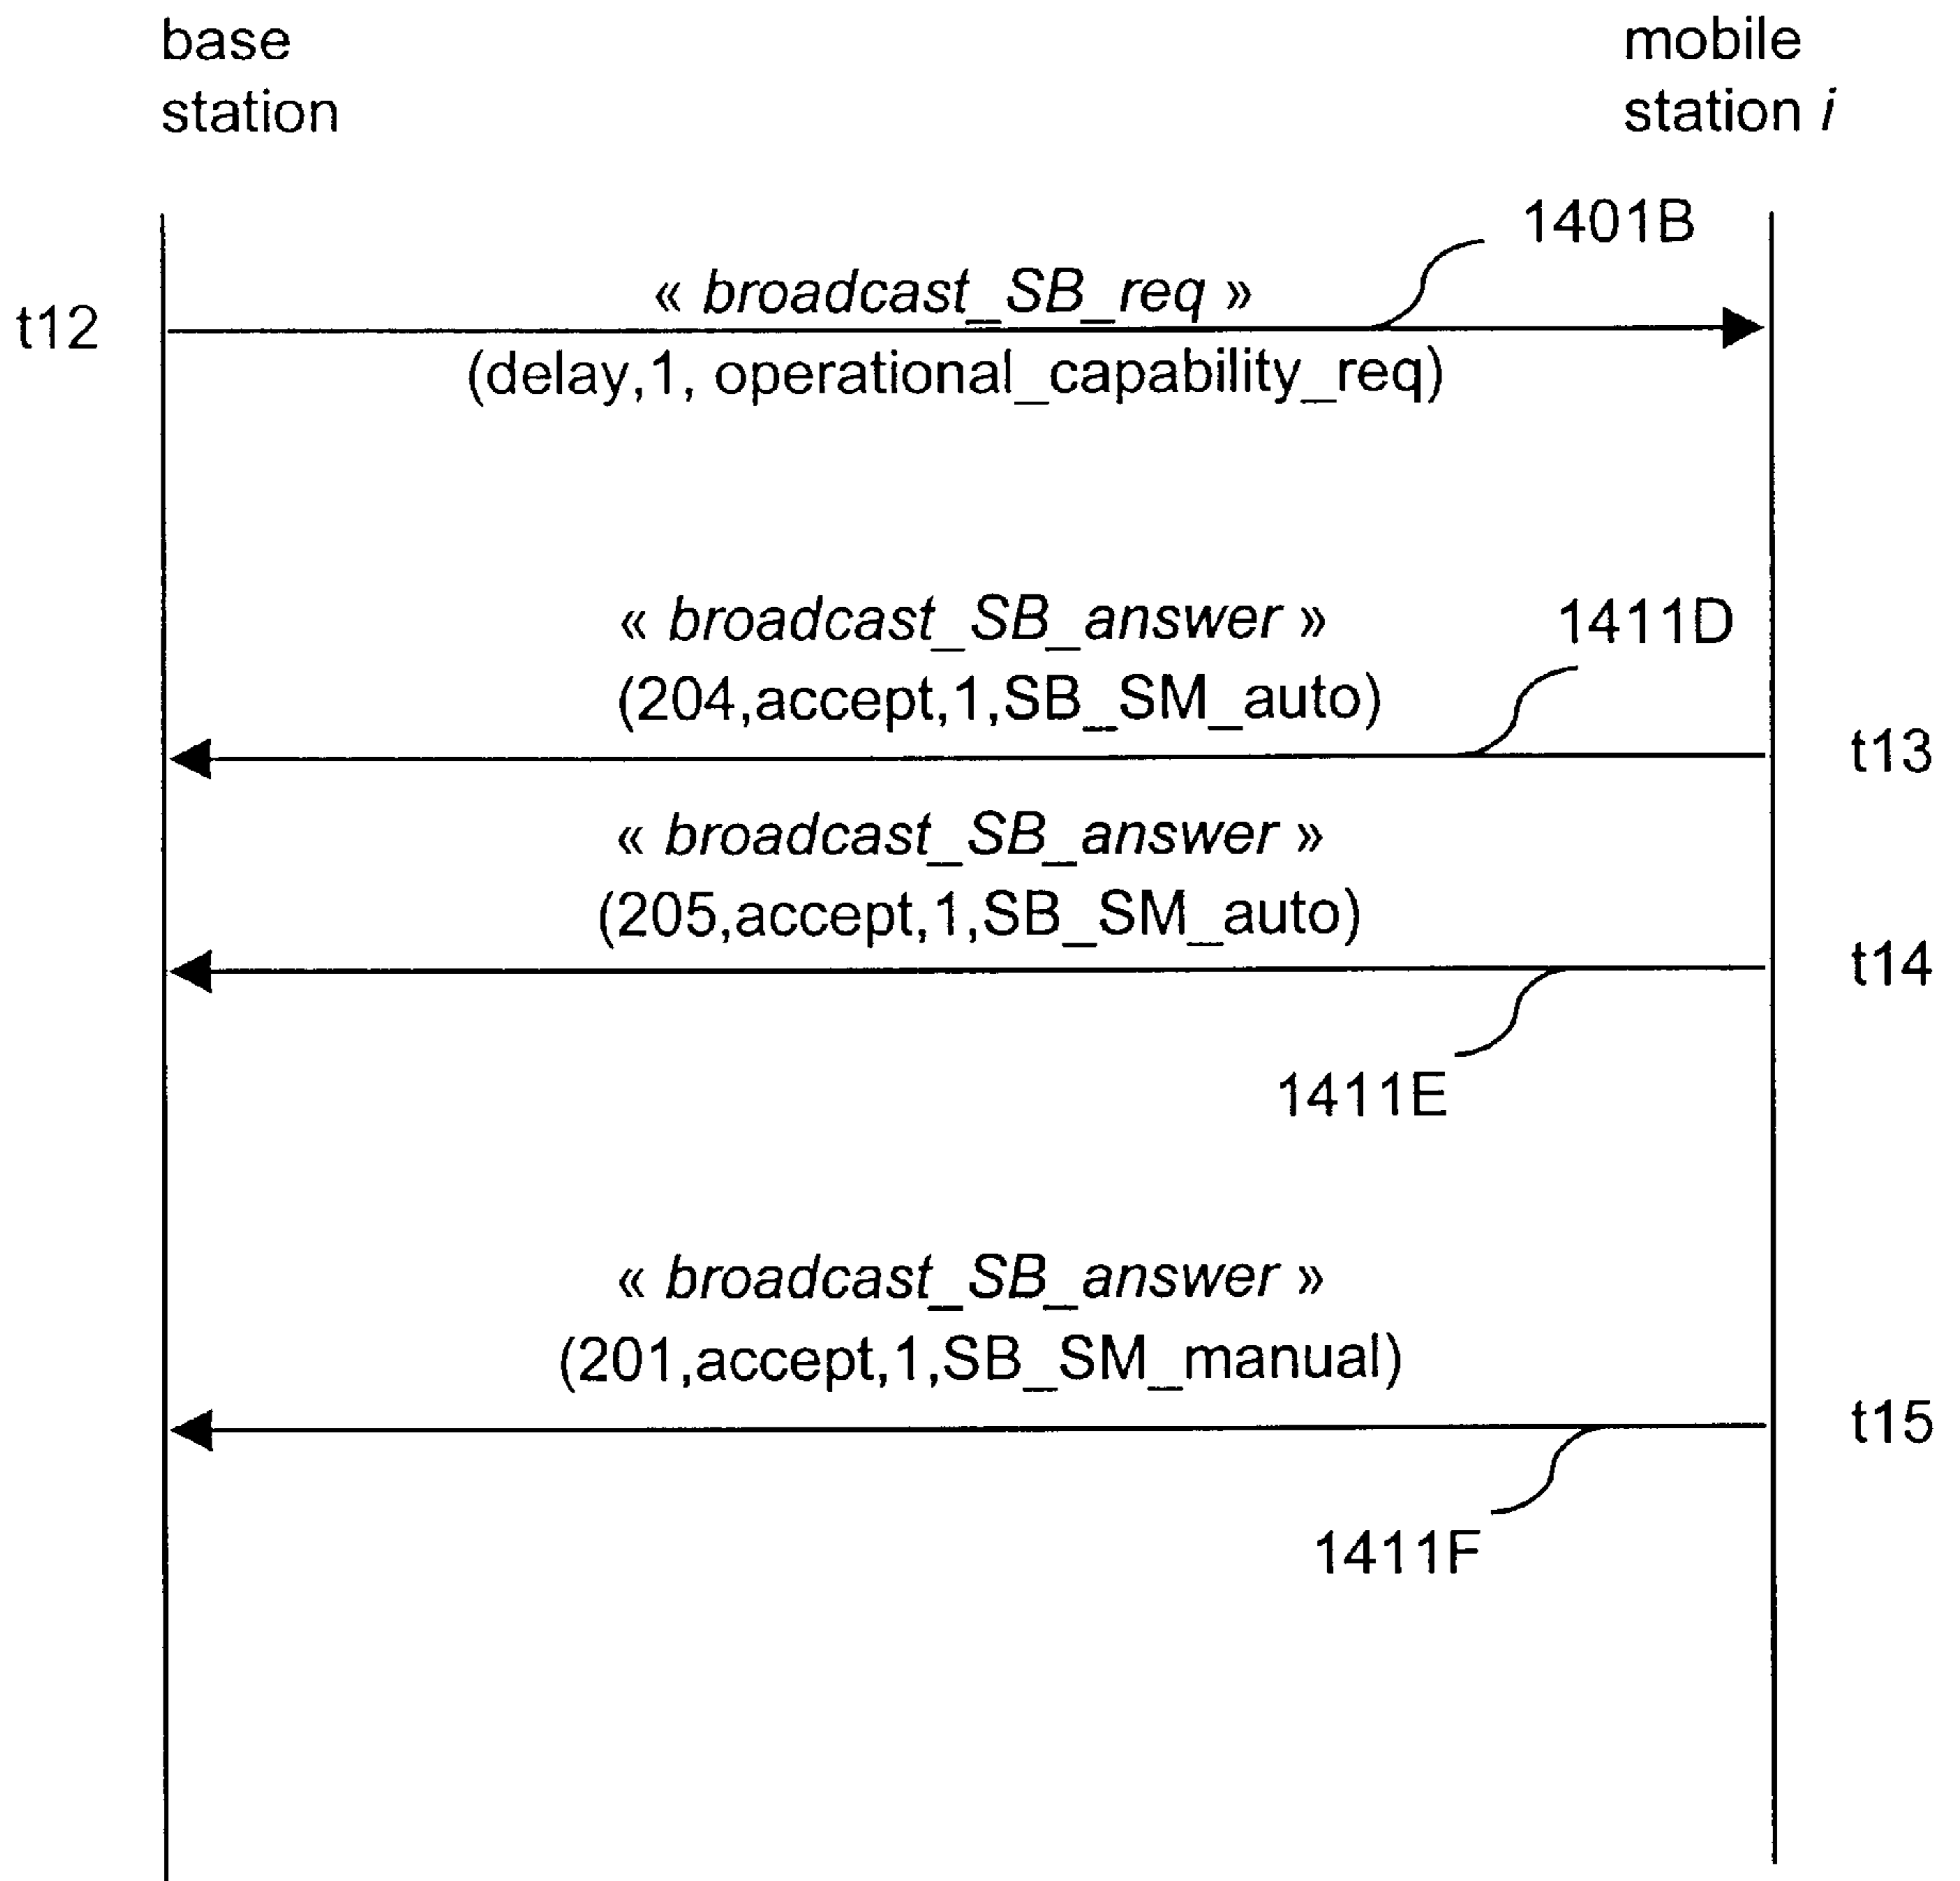 base
station
mobile
station i
1401B
« broadcast_SB_req »
t12
(delay,1, operational_capability_req)
« broadcast_SB_answer »
1411D
(204,accept,1,SB_SM_auto)
t13
« broadcast_SB_answer »
(205,accept,1,SB_SM_auto)
t14
1411E
« broadcast_SB_answer »
(201,accept,1,SB_SM_manual)
t15
1411F